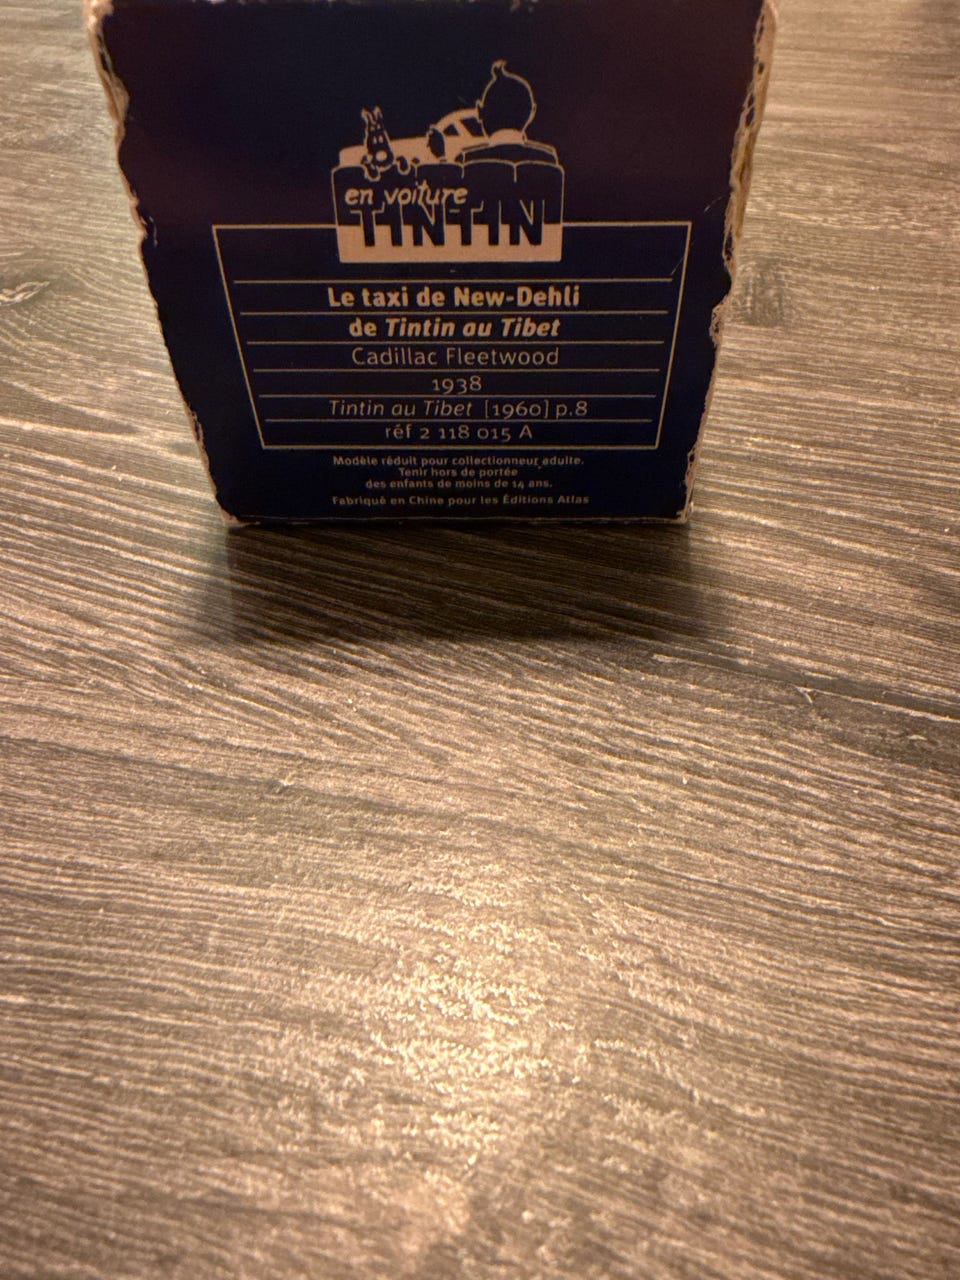 en voiture
TINTIN
Le taxi de New-Dehli
de Tintin au Tibet
Cadillac Fleetwood
1938
Tintin au Tibet [1960] p.8
réf 2 118 015 A
Modèle réduit pour collectionneur adulte.
Tenir hors de portée
des enfants de moins de 14 ans.
Fabriqué en Chine pour les Éditions Atlas